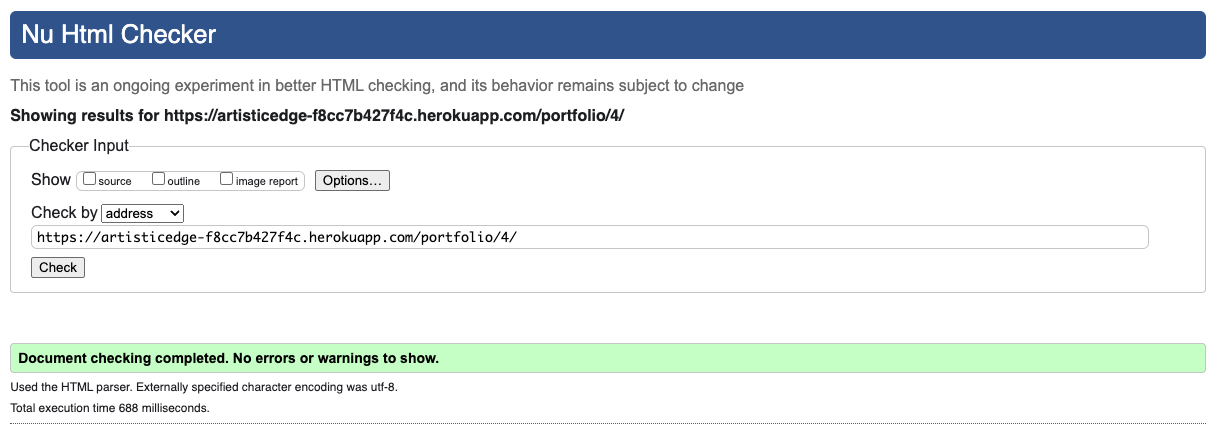 Nu Html Checker
This tool is an ongoing experiment in better HTML checking, and its behavior remains subject to change
Showing results for https://artisticedge-f8cc7b427f4c.herokuapp.com/portfolio/4/
Checker Input
Show source outline image report Options...
Check by address
https://artisticedge-f8cc7b427f4c.herokuapp.com/portfolio/4/
Check
Document checking completed. No errors or warnings to show.
Used the HTML parser. Externally specified character encoding was utf-8.
Total execution time 688 milliseconds.